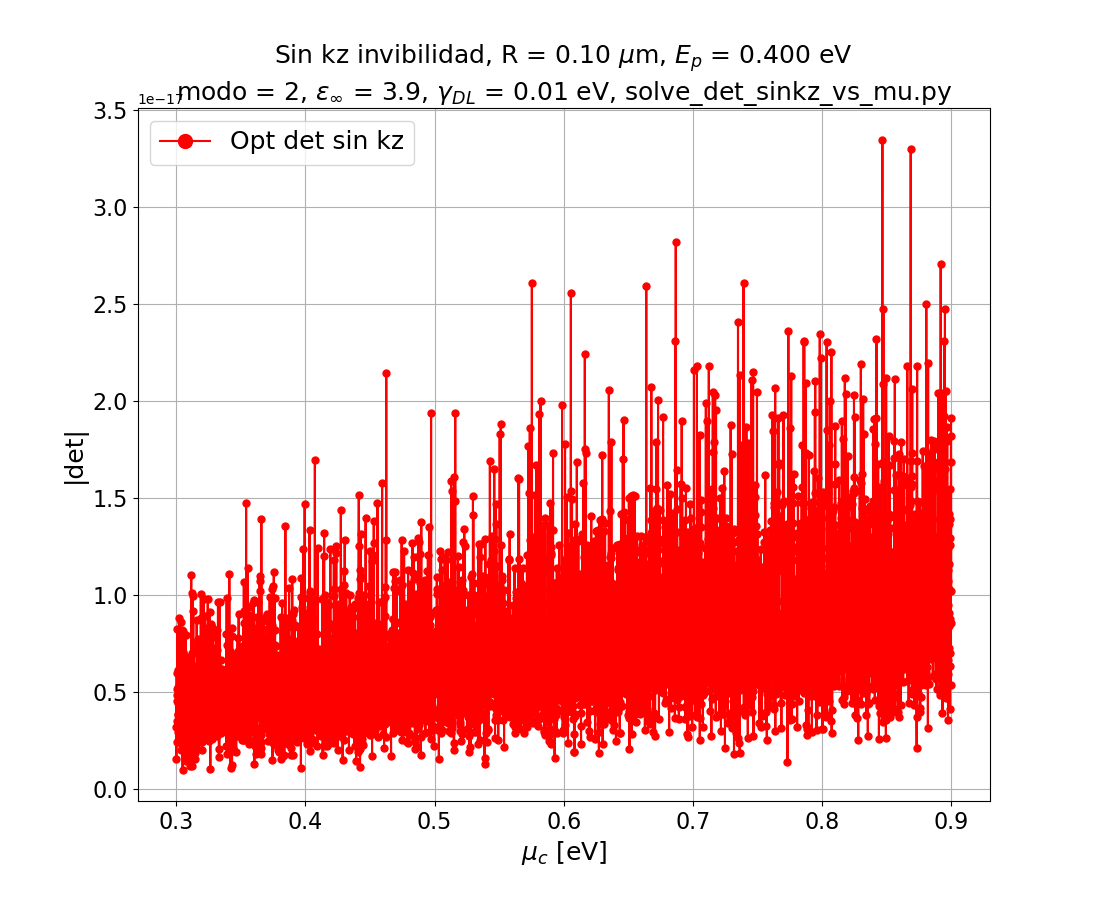 Sin kz invibilidad, R = 0.10 μm, E_p = 0.400 eV
modo = 2, ε_∞ = 3.9, γ_DL = 0.01 eV, solve_det_sinkz_vs_mu.py
1e−17
Opt det sin kz
3.5
3.0
2.5
2.0
1.5
1.0
0.5
0.0
|det|
0.3 0.4 0.5 0.6 0.7 0.8 0.9
μ_c [eV]